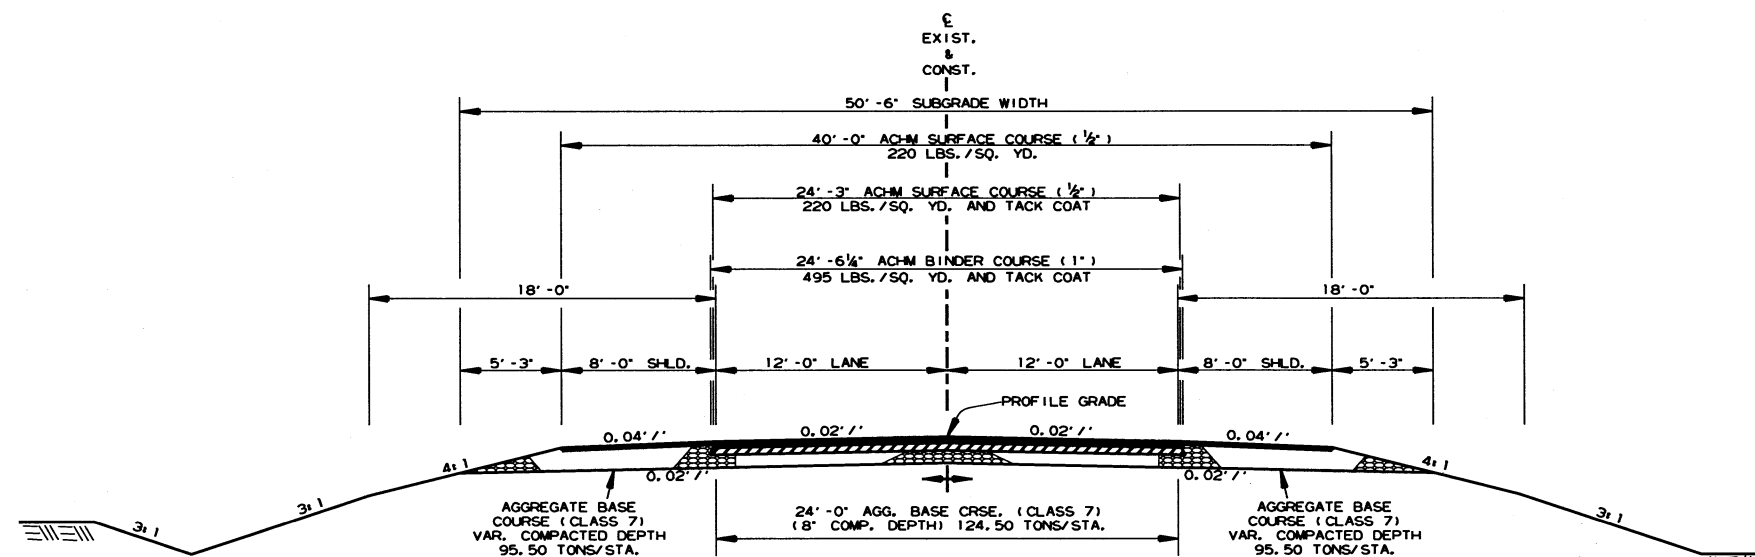 ℄
EXIST.
&
CONST.
50'-6" SUBGRADE WIDTH
40'-0" ACHM SURFACE COURSE (½")
220 LBS./SQ. YD.
24'-3" ACHM SURFACE COURSE (½")
220 LBS./SQ. YD. AND TACK COAT
24'-6¼" ACHM BINDER COURSE (1")
495 LBS./SQ. YD. AND TACK COAT
18'-0"
18'-0"
5'-3"
8'-0" SHLD.
12'-0" LANE
12'-0" LANE
8'-0" SHLD.
5'-3"
PROFILE GRADE
0.04'/'
0.02'/'
0.02'/'
0.04'/'
4:1
0.02'/'
0.02'/'
4:1
3:1
3:1
3:1
AGGREGATE BASE
COURSE (CLASS 7)
VAR. COMPACTED DEPTH
95.50 TONS/STA.
24'-0" AGG. BASE CRSE. (CLASS 7)
(8" COMP. DEPTH) 124.50 TONS/STA.
AGGREGATE BASE
COURSE (CLASS 7)
VAR. COMPACTED DEPTH
95.50 TONS/STA.